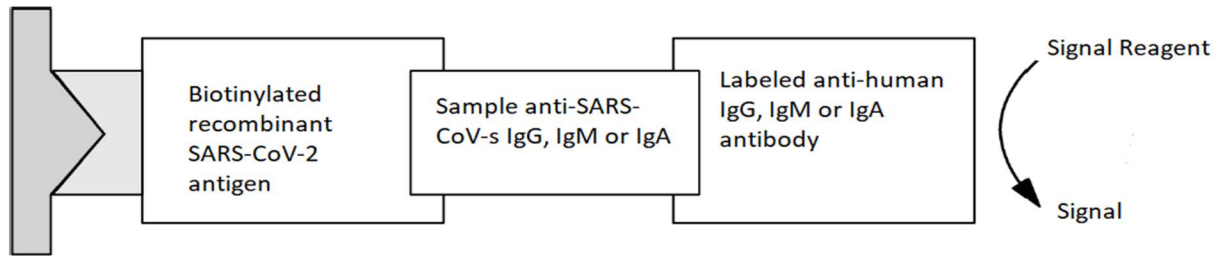 Biotinylated
recombinant
SARS-CoV-2
antigen
Sample anti-SARS-
CoV-s IgG, IgM or IgA
Labeled anti-human
IgG, IgM or IgA
antibody
Signal Reagent
Signal